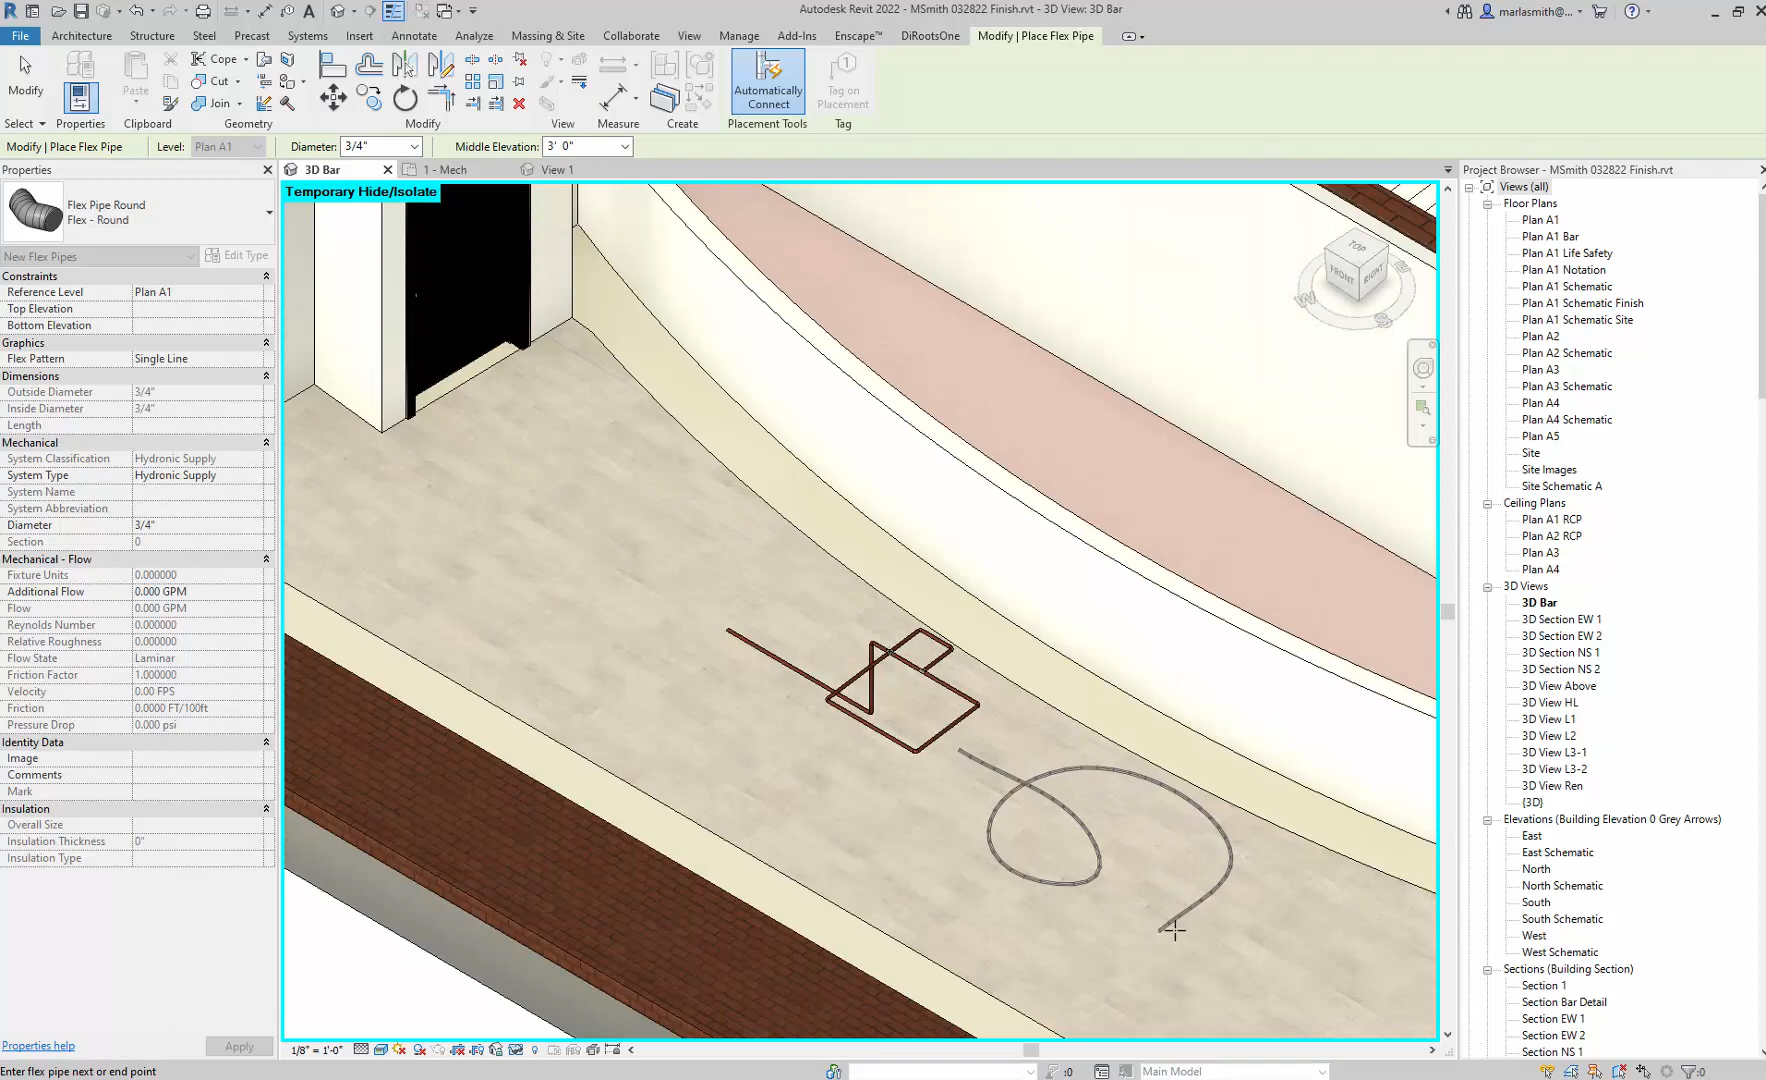 Autodesk Revit 2022 - MSmith 032822 Finish.rvt - 3D View: 3D Bar
marlasmith@...
File Architecture Structure Steel Precast Systems Insert Annotate Analyze Massing & Site Collaborate View Manage Add-Ins Enscape™ DiRootsOne Modify | Place Flex Pipe
Modify
Paste
Cope
Cut
Join
Automatically Connect
Tag on Placement
Select Properties Clipboard Geometry Modify View Measure Create Placement Tools Tag
Modify | Place Flex Pipe Level: Plan A1 Diameter: 3/4" Middle Elevation: 3' 0"
Properties
3D Bar
1 - Mech
View 1
Project Browser - MSmith 032822 Finish.rvt
Temporary Hide/Isolate
TOP
FRONT
RIGHT
W
S
E
Flex Pipe Round
Flex - Round
New Flex Pipes
Edit Type
Constraints
Reference Level Plan A1
Top Elevation
Bottom Elevation
Graphics
Flex Pattern Single Line
Dimensions
Outside Diameter 3/4"
Inside Diameter 3/4"
Length
Mechanical
System Classification Hydronic Supply
System Type Hydronic Supply
System Name
System Abbreviation
Diameter 3/4"
Section 0
Mechanical - Flow
Fixture Units 0.000000
Additional Flow 0.000 GPM
Flow 0.000 GPM
Reynolds Number 0.000000
Relative Roughness 0.000000
Flow State Laminar
Friction Factor 1.000000
Velocity 0.00 FPS
Friction 0.0000 FT/100ft
Pressure Drop 0.000 psi
Identity Data
Image
Comments
Mark
Insulation
Overall Size
Insulation Thickness 0"
Insulation Type
Properties help
Apply
Views (all)
Floor Plans
Plan A1
Plan A1 Bar
Plan A1 Life Safety
Plan A1 Notation
Plan A1 Schematic
Plan A1 Schematic Finish
Plan A1 Schematic Site
Plan A2
Plan A2 Schematic
Plan A3
Plan A3 Schematic
Plan A4
Plan A4 Schematic
Plan A5
Site
Site Images
Site Schematic A
Ceiling Plans
Plan A1 RCP
Plan A2 RCP
Plan A3
Plan A4
3D Views
3D Bar
3D Section EW 1
3D Section EW 2
3D Section NS 1
3D Section NS 2
3D View Above
3D View HL
3D View L1
3D View L2
3D View L3-1
3D View L3-2
3D View Ren
{3D}
Elevations (Building Elevation 0 Grey Arrows)
East
East Schematic
North
North Schematic
South
South Schematic
West
West Schematic
Sections (Building Section)
Section 1
Section Bar Detail
Section EW 1
Section EW 2
Section NS 1
1/8" = 1'-0"
Enter flex pipe next or end point
:0
Main Model
:0